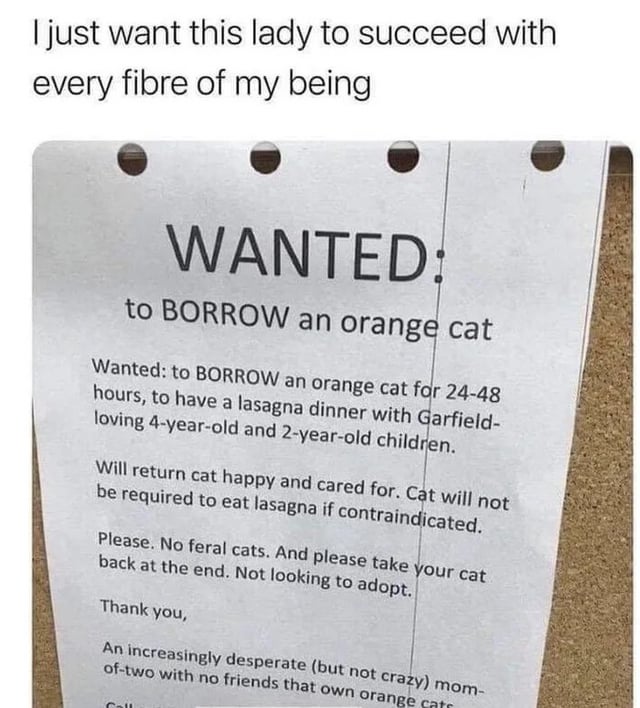 I just want this lady to succeed with
every fibre of my being
WANTED:
to BORROW an orange cat
Wanted: to BORROW an orange cat for 24-48
hours, to have a lasagna dinner with Garfield-
loving 4-year-old and 2-year-old children.
Will return cat happy and cared for. Cat will not
be required to eat lasagna if contraindicated.
Please. No feral cats. And please take your cat
back at the end. Not looking to adopt.
Thank you,
An increasingly desperate (but not crazy) mom-
of-two with no friends that own orange cats